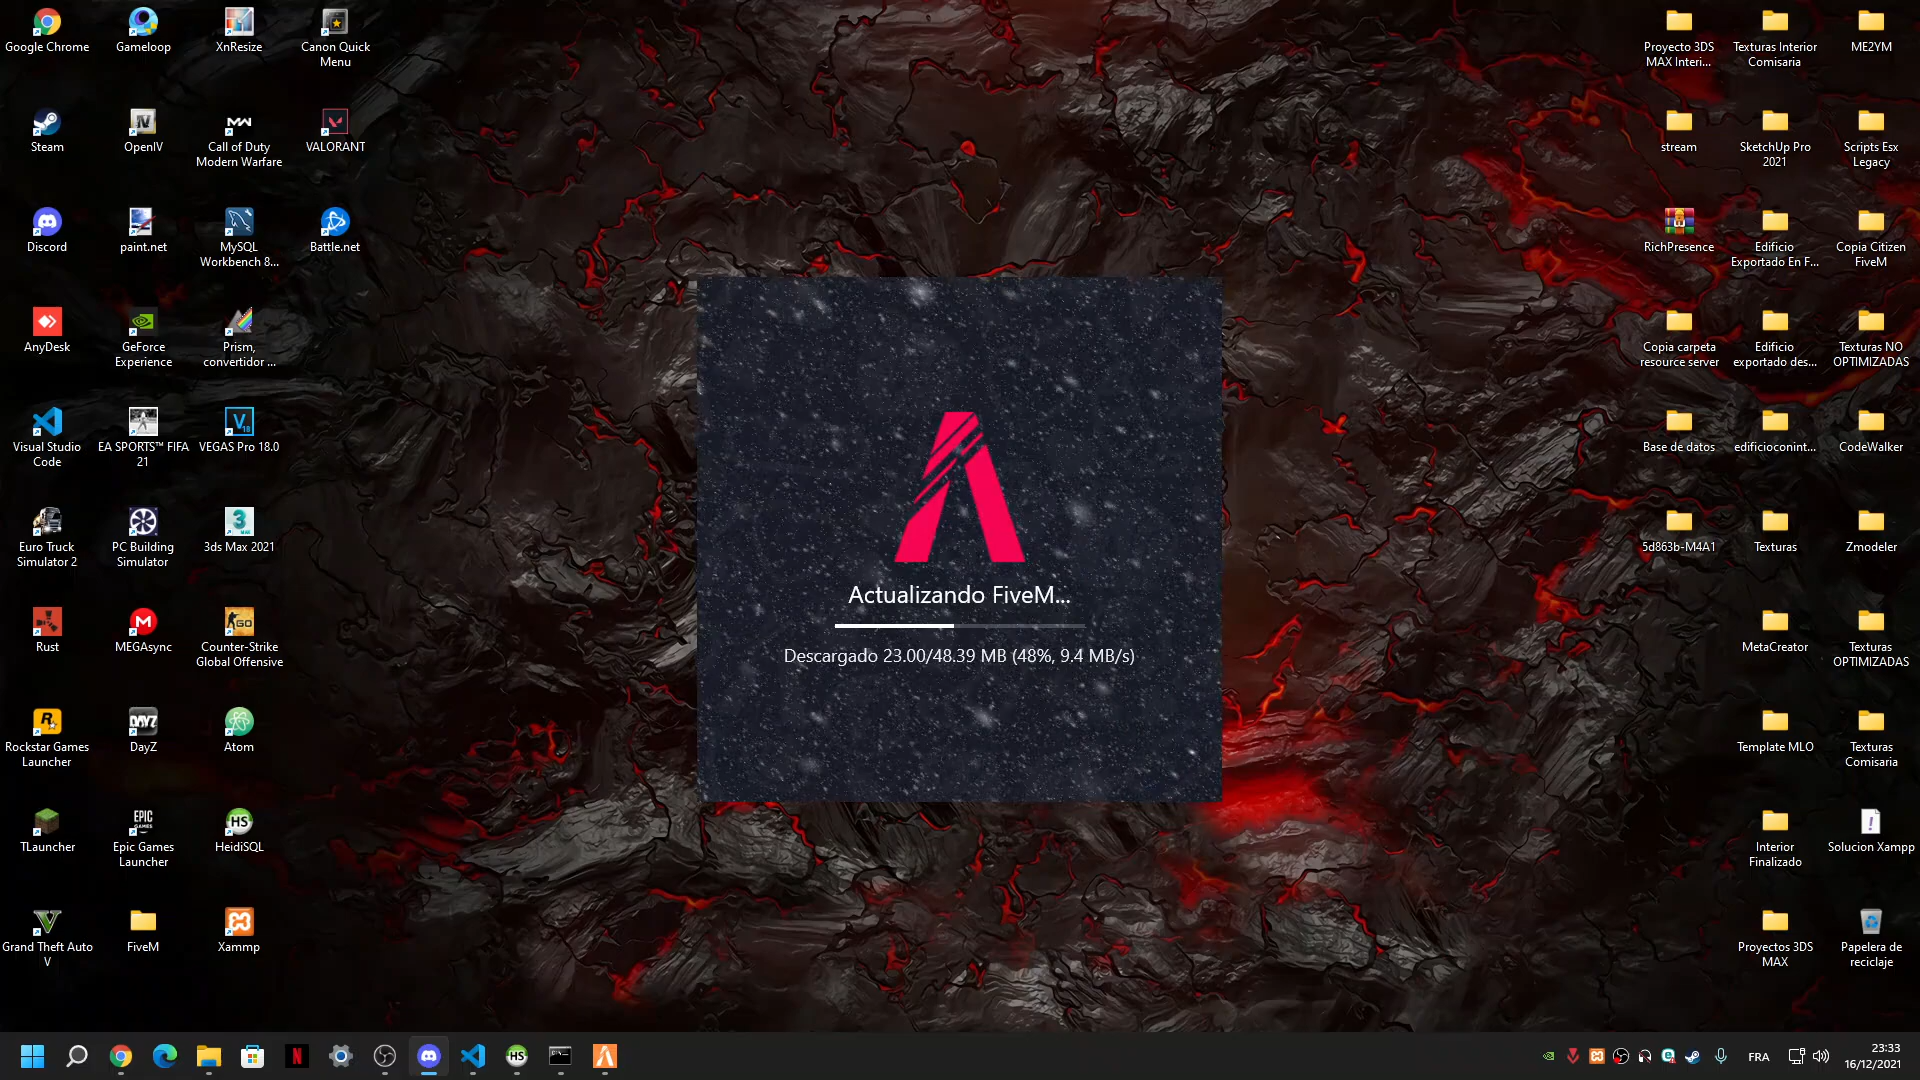 Google Chrome
Gameloop
XnResize
Canon Quick
Menu
Steam
OpenIV
Call of Duty
Modern Warfare
VALORANT
Discord
paint.net
MySQL
Workbench 8...
Battle.net
AnyDesk
GeForce
Experience
Prism,
convertidor ...
Visual Studio
Code
EA SPORTS™ FIFA
21
VEGAS Pro 18.0
Euro Truck
Simulator 2
PC Building
Simulator
3ds Max 2021
Rust
MEGAsync
Counter-Strike
Global Offensive
Rockstar Games
Launcher
DayZ
Atom
TLauncher
Epic Games
Launcher
HeidiSQL
Grand Theft Auto
V
FiveM
Xammp
Actualizando FiveM...
Descargado 23.00/48.39 MB (48%, 9.4 MB/s)
Proyecto 3DS
MAX Interi...
Texturas Interior
Comisaria
ME2YM
stream
SketchUp Pro
2021
Scripts Esx
Legacy
RichPresence
Edificio
Exportado En F...
Copia Citizen
FiveM
Copia carpeta
resource server
Edificio
exportado des...
Texturas NO
OPTIMIZADAS
Base de datos
edificioconint...
CodeWalker
5d863b-M4A1
Texturas
Zmodeler
MetaCreator
Texturas
OPTIMIZADAS
Template MLO
Texturas
Comisaria
Interior
Finalizado
Solucion Xampp
Proyectos 3DS
MAX
Papelera de
reciclaje
FRA
23:33
16/12/2021